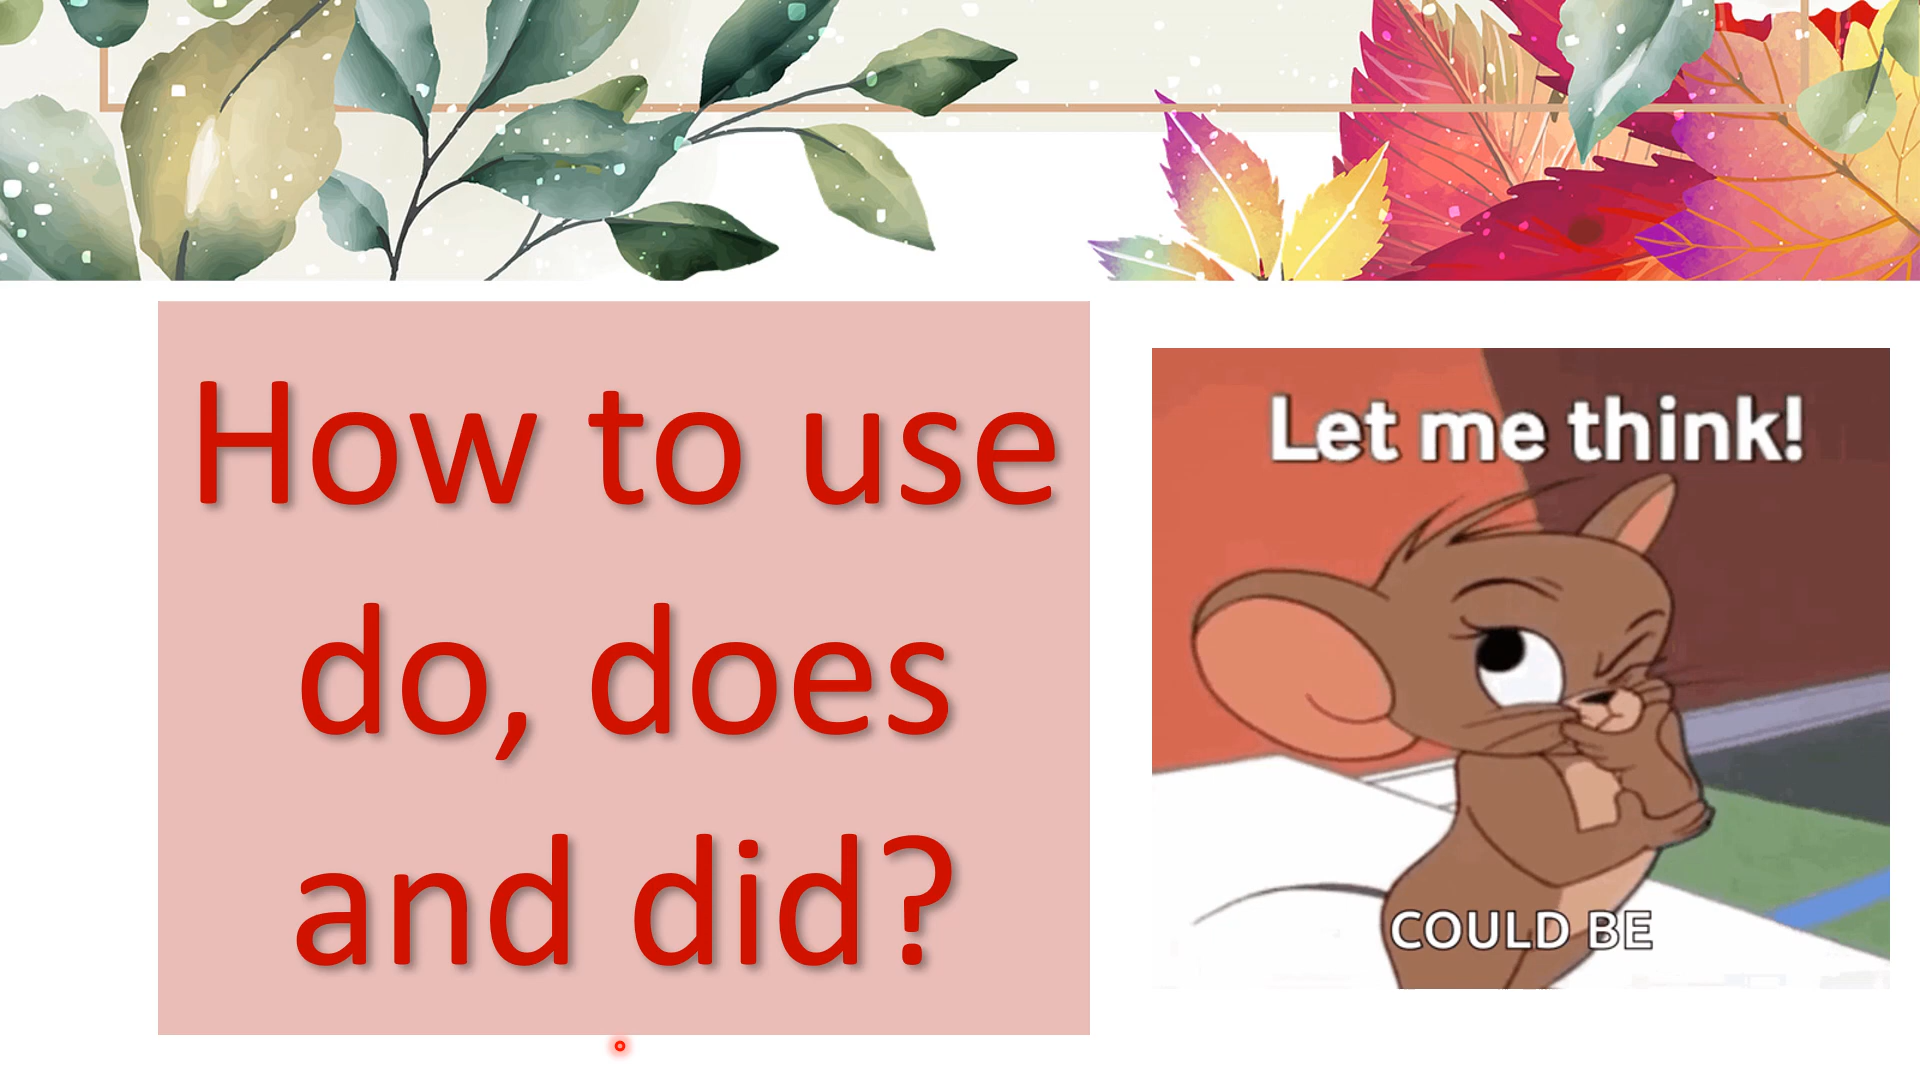 How to use
do, does
and did?
Let me think!
COULD BE